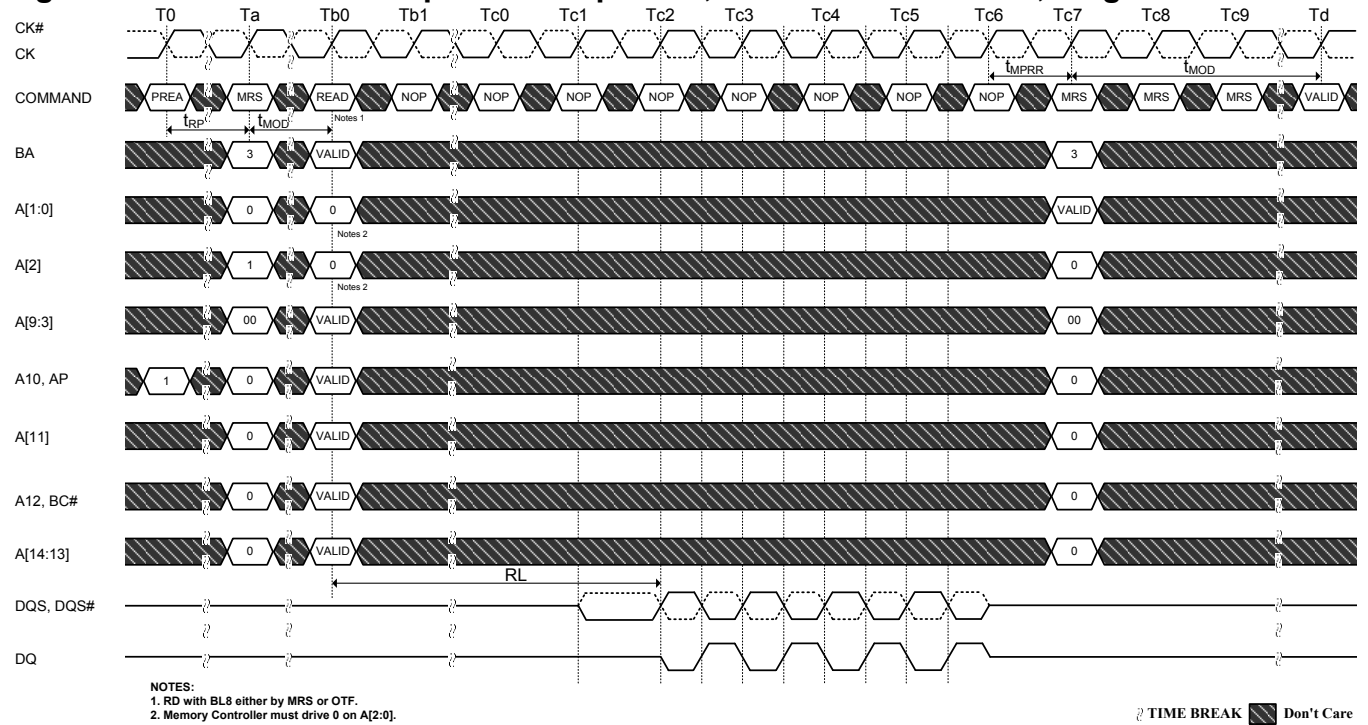 T0 Ta Tb0 Tb1 Tc0 Tc1 Tc2 Tc3 Tc4 Tc5 Tc6 Tc7 Tc8 Tc9 Td
CK#
CK
tMPRR tMOD
COMMAND PREA MRS READ NOP NOP NOP NOP NOP NOP NOP NOP MRS MRS MRS VALID
tRP tMOD Notes 1
BA 3 VALID 3
A[1:0] 0 0 VALID
Notes 2
A[2] 1 0 0
Notes 2
A[9:3] 00 VALID 00
A10, AP 1 0 VALID 0
A[11] 0 VALID 0
A12, BC# 0 VALID 0
A[14:13] 0 VALID 0
RL
DQS, DQS#
DQ
NOTES:
1. RD with BL8 either by MRS or OTF.
2. Memory Controller must drive 0 on A[2:0].
TIME BREAK Don't Care